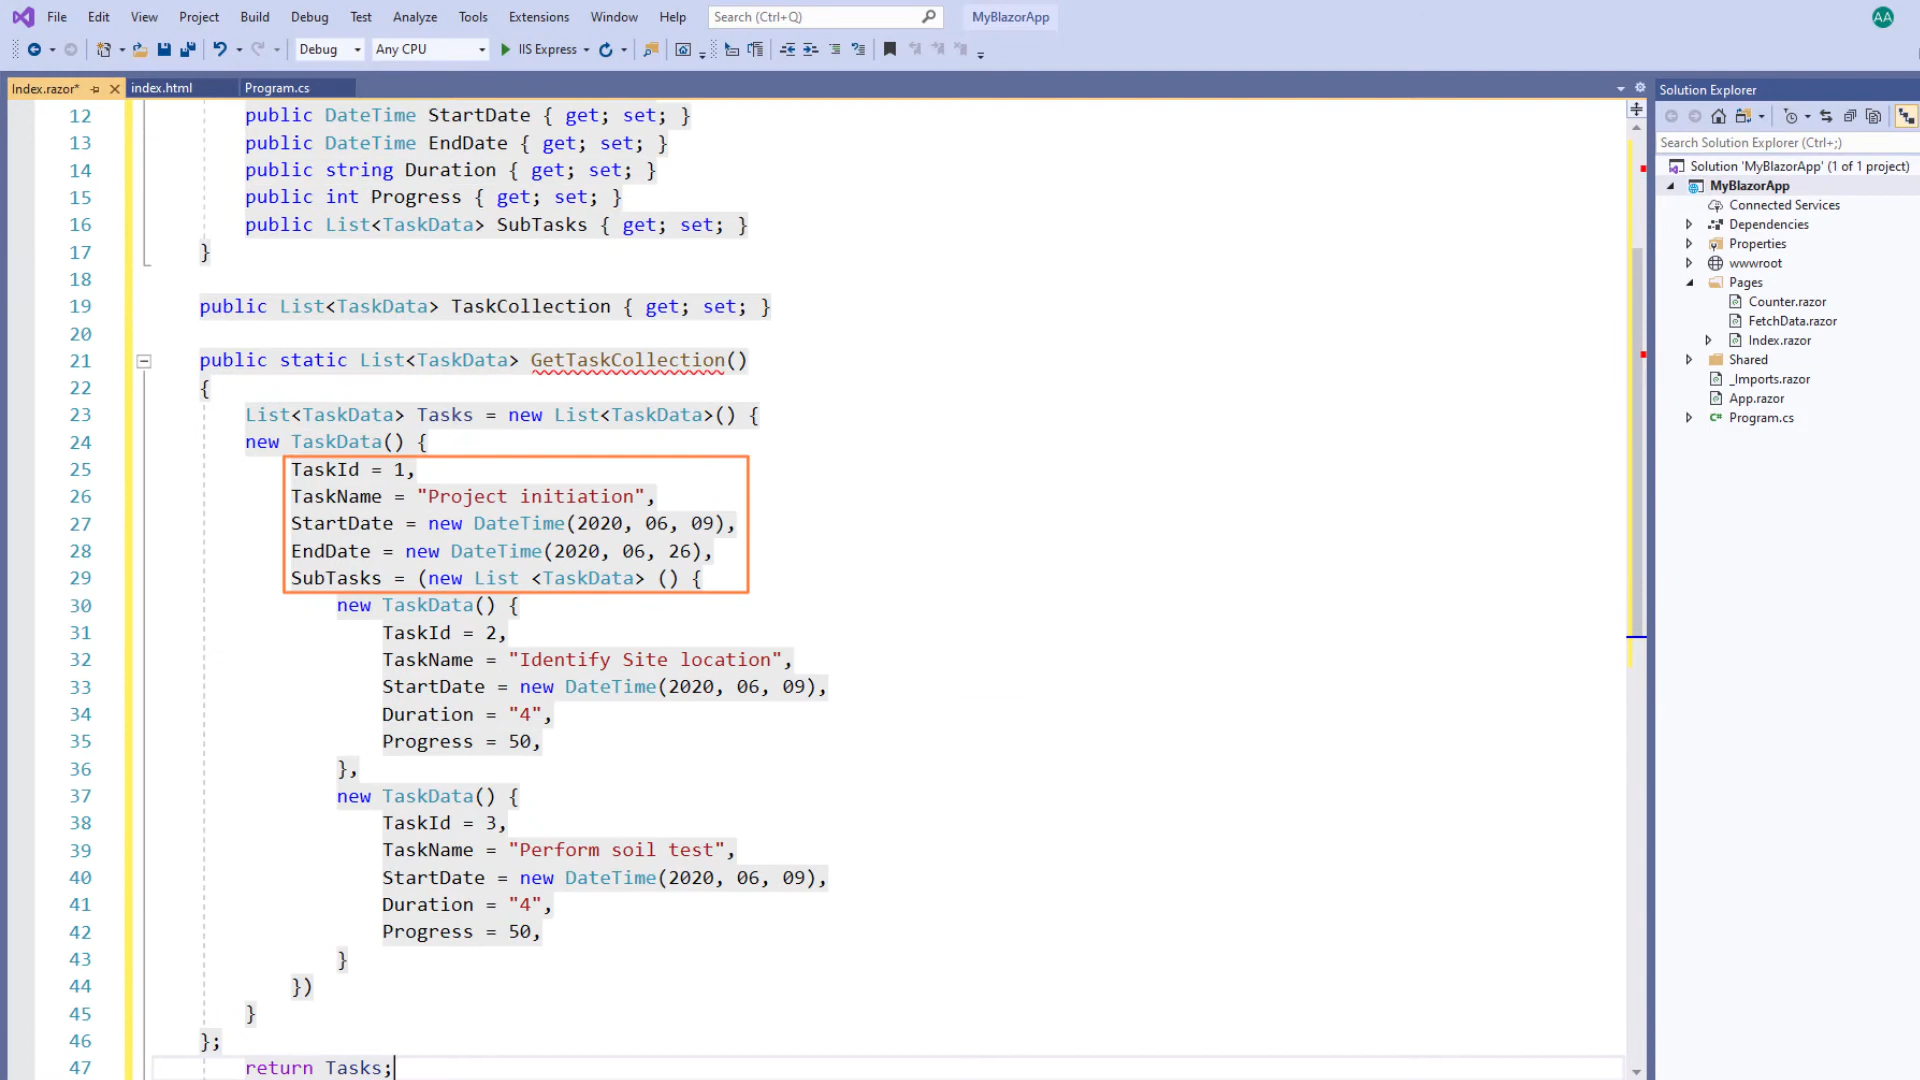 File Edit View Project Build Debug Test Analyze Tools Extensions Window Help Search (Ctrl+Q) MyBlazorApp AA
Debug Any CPU IIS Express
Index.razor* index.html Program.cs
12 public DateTime StartDate { get; set; }
13 public DateTime EndDate { get; set; }
14 public string Duration { get; set; }
15 public int Progress { get; set; }
16 public List<TaskData> SubTasks { get; set; }
17 }
18
19 public List<TaskData> TaskCollection { get; set; }
20
21 public static List<TaskData> GetTaskCollection()
22 {
23 List<TaskData> Tasks = new List<TaskData>() {
24 new TaskData() {
25 TaskId = 1,
26 TaskName = "Project initiation",
27 StartDate = new DateTime(2020, 06, 09),
28 EndDate = new DateTime(2020, 06, 26),
29 SubTasks = (new List <TaskData> () {
30 new TaskData() {
31 TaskId = 2,
32 TaskName = "Identify Site location",
33 StartDate = new DateTime(2020, 06, 09),
34 Duration = "4",
35 Progress = 50,
36 },
37 new TaskData() {
38 TaskId = 3,
39 TaskName = "Perform soil test",
40 StartDate = new DateTime(2020, 06, 09),
41 Duration = "4",
42 Progress = 50,
43 }
44 })
45 }
46 };
47 return Tasks;
Solution Explorer
Search Solution Explorer (Ctrl+;)
Solution 'MyBlazorApp' (1 of 1 project)
MyBlazorApp
Connected Services
Dependencies
Properties
wwwroot
Pages
Counter.razor
FetchData.razor
Index.razor
Shared
_Imports.razor
App.razor
C# Program.cs